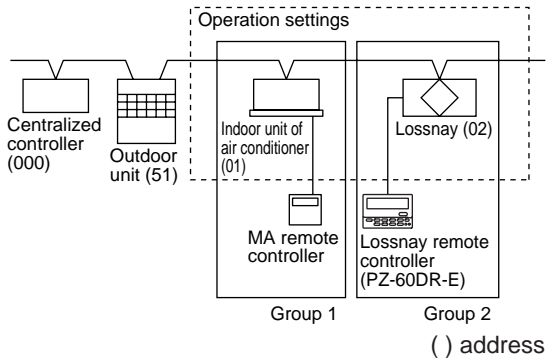 Operation settings
Centralized
controller
(000)
Outdoor
unit (51)
Indoor unit of
air conditioner
(01)
Lossnay (02)
MA remote
controller
Lossnay remote
controller
(PZ-60DR-E)
Group 1
Group 2
( ) address